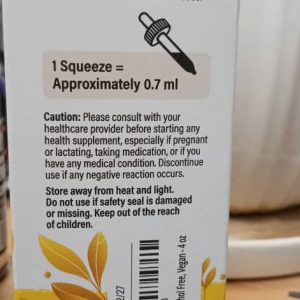 1 Squeeze =
Approximately 0.7 ml
Caution: Please consult with your
healthcare provider before starting any
health supplement, especially if pregnant
or lactating, taking medication, or if you
have any medical condition. Discontinue
use if any negative reaction occurs.
Store away from heat and light.
Do not use if safety seal is damaged
or missing. Keep out of the reach
of children.
Free, Vegan - 4 oz
/27